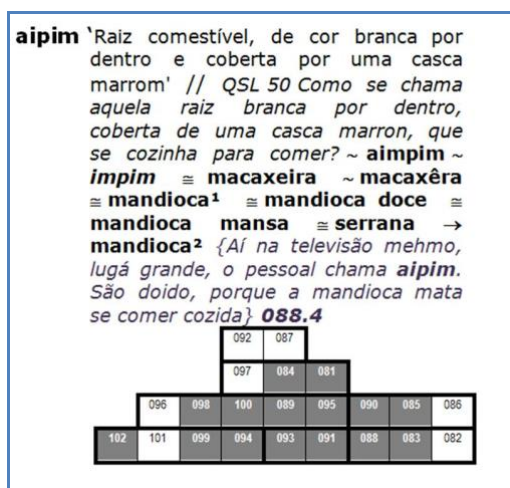 aipim ‘Raiz comestível, de cor branca por
dentro e coberta por uma casca
marrom' // QSL 50 Como se chama
aquela raiz branca por dentro,
coberta de uma casca marron, que
se cozinha para comer? ~ aimpim ~
impim ≅ macaxeira ~ macaxêra
≅ mandioca¹ ≅ mandioca doce ≅
mandioca mansa ≅ serrana →
mandioca² {Aí na televisão mehmo,
lugá grande, o pessoal chama aipim.
São doido, porque a mandioca mata
se comer cozida} 088.4
092 087
097 084 081
096 098 100 089 095 090 085 086
102 101 099 094 093 091 088 083 082